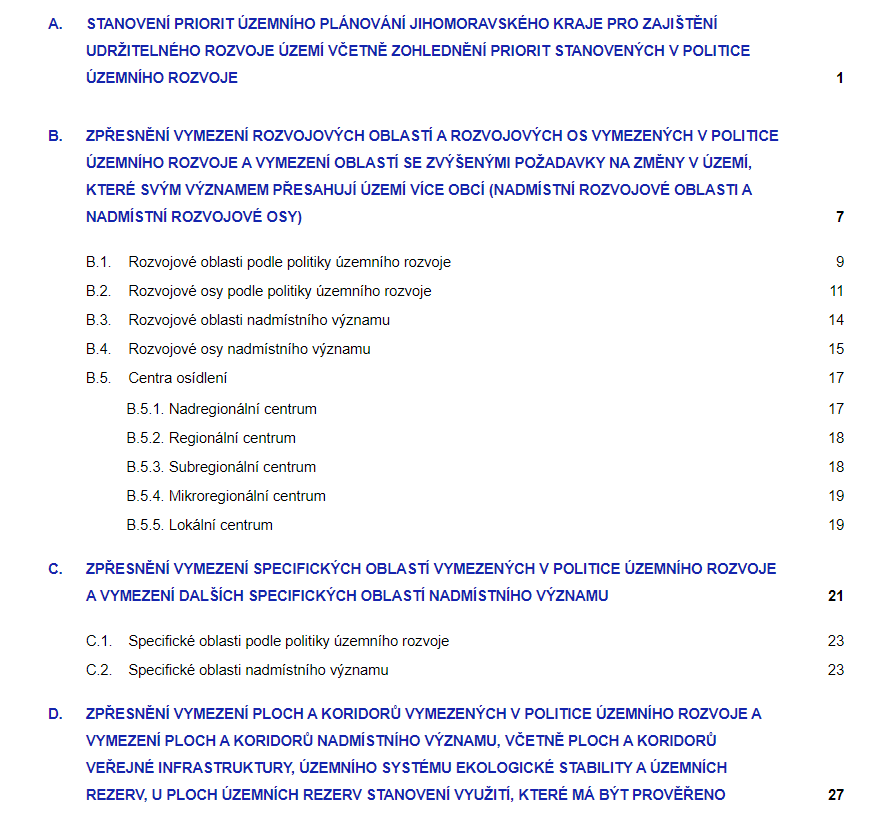 A. STANOVENÍ PRIORIT ÚZEMNÍHO PLÁNOVÁNÍ JIHOMORAVSKÉHO KRAJE PRO ZAJIŠTĚNÍ
UDRŽITELNÉHO ROZVOJE ÚZEMÍ VČETNĚ ZOHLEDNĚNÍ PRIORIT STANOVENÝCH V POLITICE
ÚZEMNÍHO ROZVOJE 1
B. ZPŘESNĚNÍ VYMEZENÍ ROZVOJOVÝCH OBLASTÍ A ROZVOJOVÝCH OS VYMEZENÝCH V POLITICE
ÚZEMNÍHO ROZVOJE A VYMEZENÍ OBLASTÍ SE ZVÝŠENÝMI POŽADAVKY NA ZMĚNY V ÚZEMÍ,
KTERÉ SVÝM VÝZNAMEM PŘESAHUJÍ ÚZEMÍ VÍCE OBCÍ (NADMÍSTNÍ ROZVOJOVÉ OBLASTI A
NADMÍSTNÍ ROZVOJOVÉ OSY) 7
B.1. Rozvojové oblasti podle politiky územního rozvoje 9
B.2. Rozvojové osy podle politiky územního rozvoje 11
B.3. Rozvojové oblasti nadmístního významu 14
B.4. Rozvojové osy nadmístního významu 15
B.5. Centra osídlení 17
B.5.1. Nadregionální centrum 17
B.5.2. Regionální centrum 18
B.5.3. Subregionální centrum 18
B.5.4. Mikroregionální centrum 19
B.5.5. Lokální centrum 19
C. ZPŘESNĚNÍ VYMEZENÍ SPECIFICKÝCH OBLASTÍ VYMEZENÝCH V POLITICE ÚZEMNÍHO ROZVOJE
A VYMEZENÍ DALŠÍCH SPECIFICKÝCH OBLASTÍ NADMÍSTNÍHO VÝZNAMU 21
C.1. Specifické oblasti podle politiky územního rozvoje 23
C.2. Specifické oblasti nadmístního významu 23
D. ZPŘESNĚNÍ VYMEZENÍ PLOCH A KORIDORŮ VYMEZENÝCH V POLITICE ÚZEMNÍHO ROZVOJE A
VYMEZENÍ PLOCH A KORIDORŮ NADMÍSTNÍHO VÝZNAMU, VČETNĚ PLOCH A KORIDORŮ
VEŘEJNÉ INFRASTRUKTURY, ÚZEMNÍHO SYSTÉMU EKOLOGICKÉ STABILITY A ÚZEMNÍCH
REZERV, U PLOCH ÚZEMNÍCH REZERV STANOVENÍ VYUŽITÍ, KTERÉ MÁ BÝT PROVĚŘENO 27